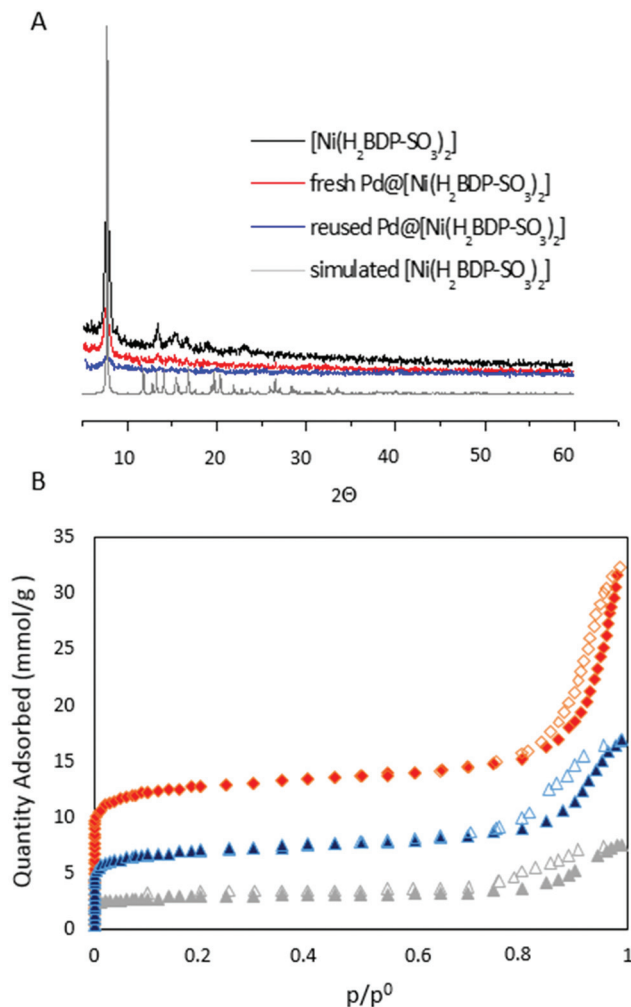 A
[Ni(H₂BDP-SO₃)₂]
fresh Pd@[Ni(H₂BDP-SO₃)₂]
reused Pd@[Ni(H₂BDP-SO₃)₂]
simulated [Ni(H₂BDP-SO₃)₂]
10 20 30 40 50 60
2Θ
B
Quantity Adsorbed (mmol/g )
35
30
25
20
15
10
5
0
0 0.2 0.4 0.6 0.8 1
p/p⁰